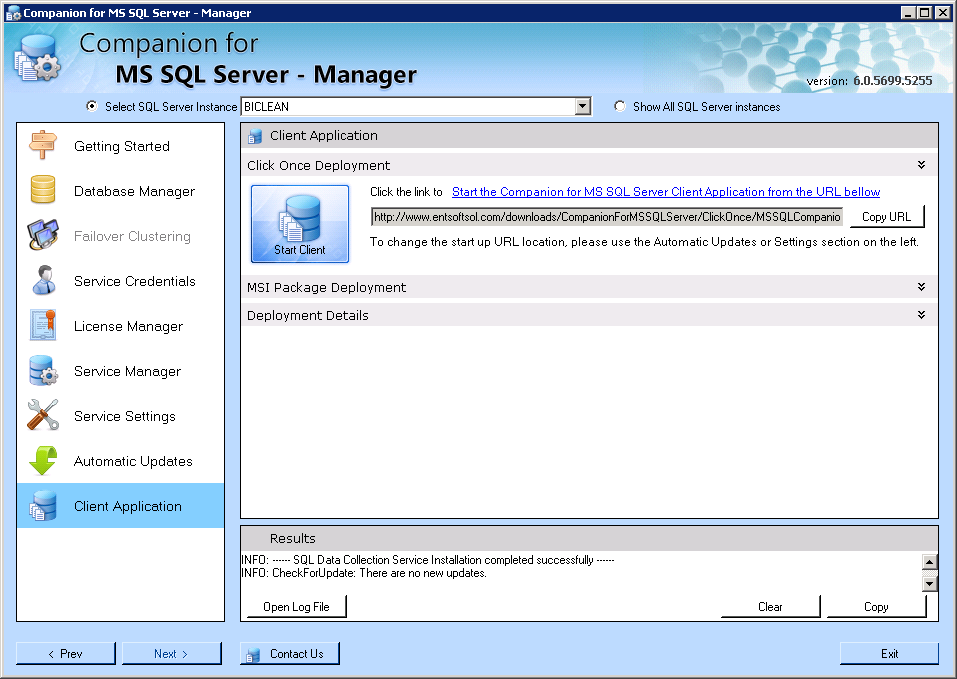 Companion for MS SQL Server - Manager
Companion for
MS SQL Server - Manager
version: 6.0.5699.5255
Select SQL Server Instance BICLEAN Show All SQL Server instances
Getting Started
Database Manager
Failover Clustering
Service Credentials
License Manager
Service Manager
Service Settings
Automatic Updates
Client Application
Client Application
Click Once Deployment
Start Client
Click the link to Start the Companion for MS SQL Server Client Application from the URL bellow
http://www.entsoftsol.com/downloads/CompanionForMSSQLServer/ClickOnce/MSSQLCompanio Copy URL
To change the start up URL location, please use the Automatic Updates or Settings section on the left.
MSI Package Deployment
Deployment Details
Results
INFO: ------ SQL Data Collection Service Installation completed successfully ------
INFO: CheckForUpdate: There are no new updates.
Open Log File Clear Copy
< Prev Next > Contact Us Exit